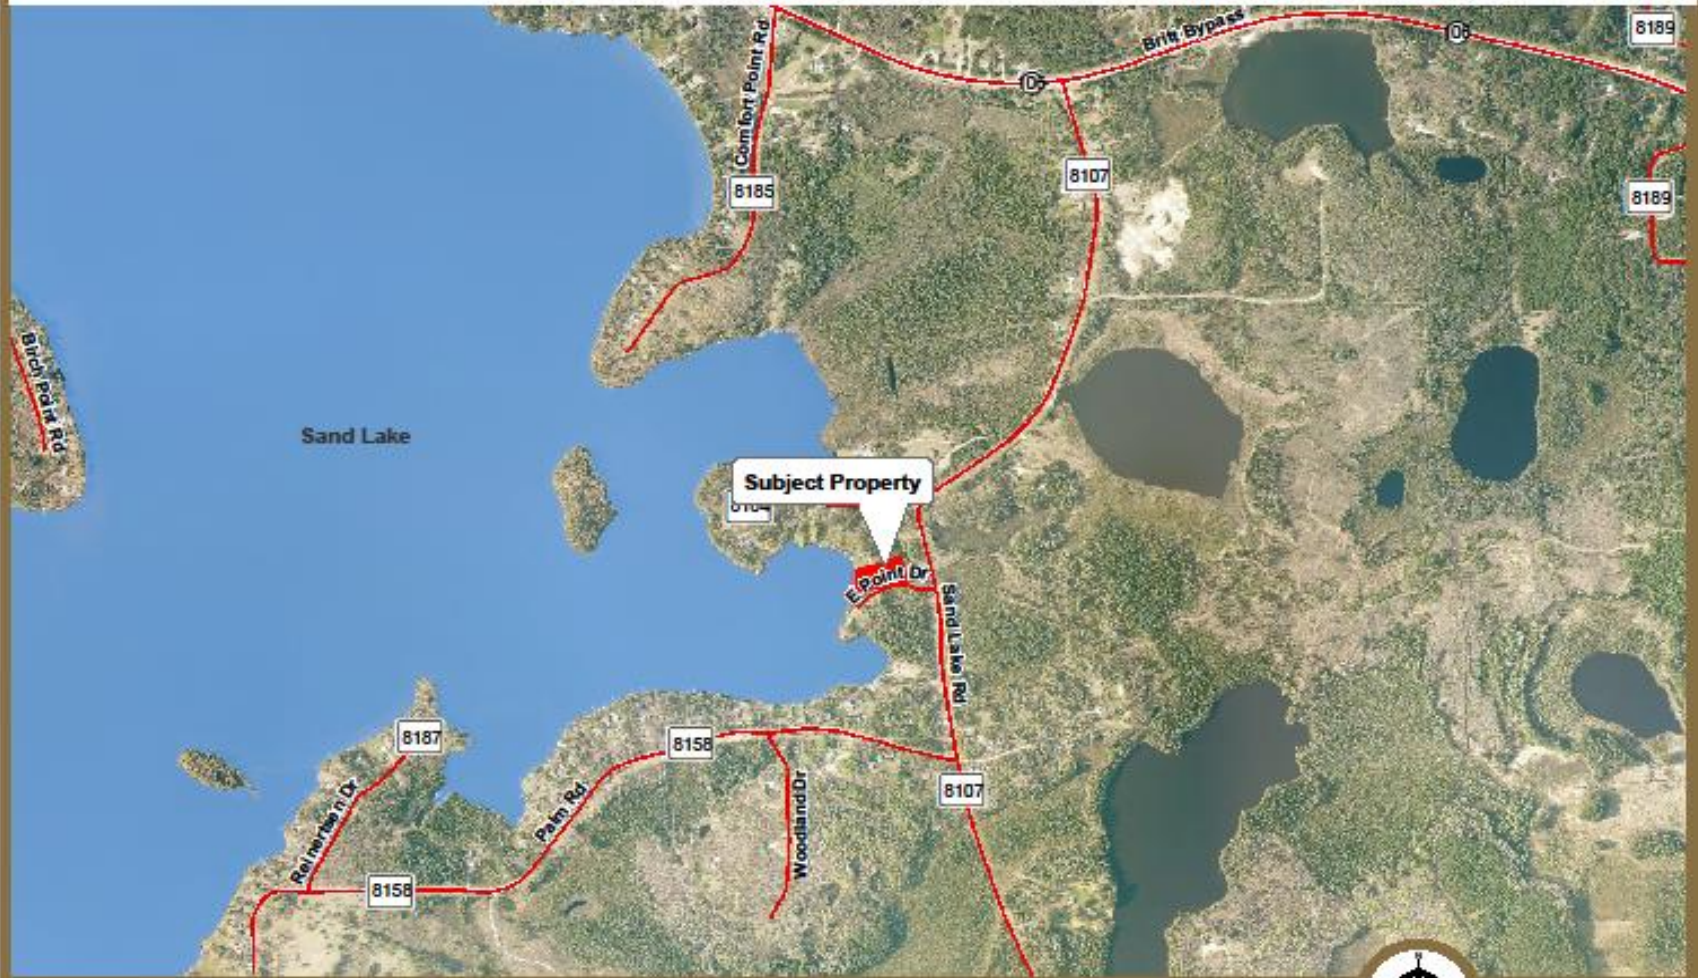 8189
Britt Bypass
Comfort Point Rd
8107
8185
8189
Birch Point Rd
Sand Lake
Subject Property
E Point Dr
Sand Lake Rd
8187
8158
8107
Woodland Dr
Palm Rd
Reinertsen Dr
8158
N